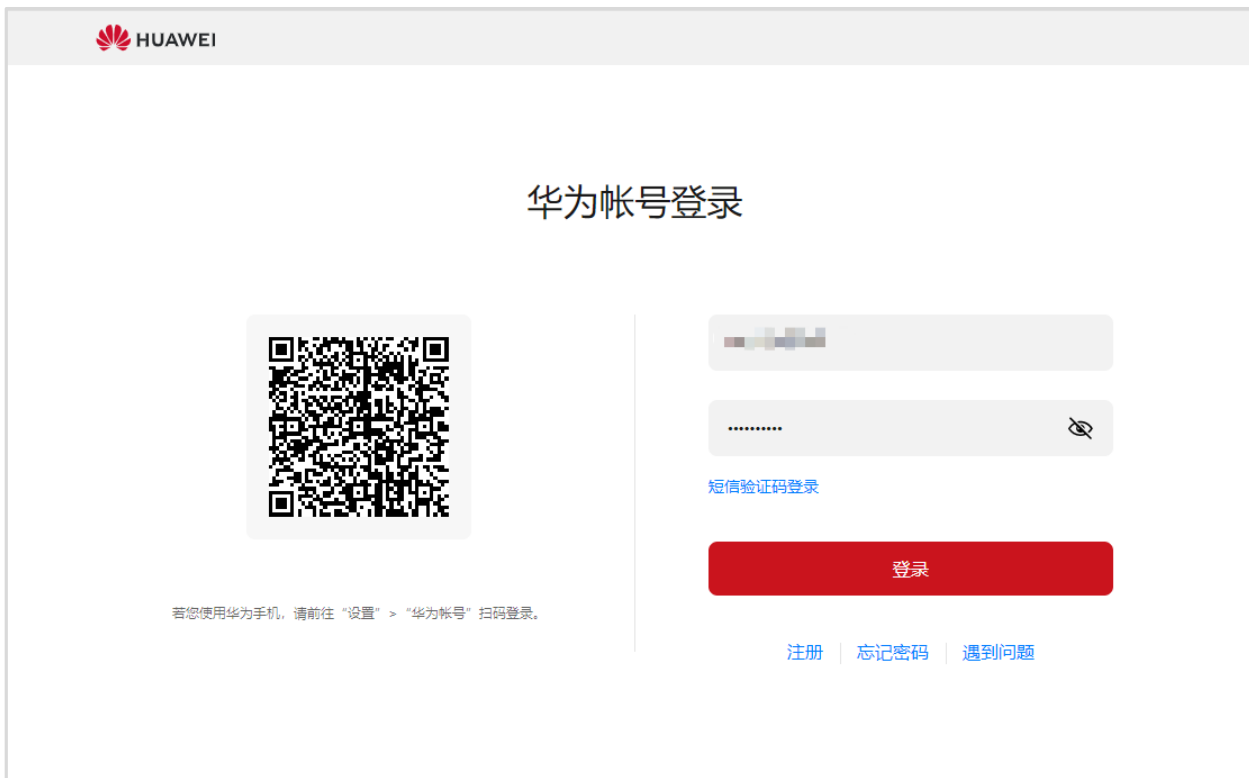 HUAWEI
华为帐号登录
若您使用华为手机，请前往“设置” > “华为帐号”扫码登录。
••••••••••
短信验证码登录
登录
注册 | 忘记密码 | 遇到问题